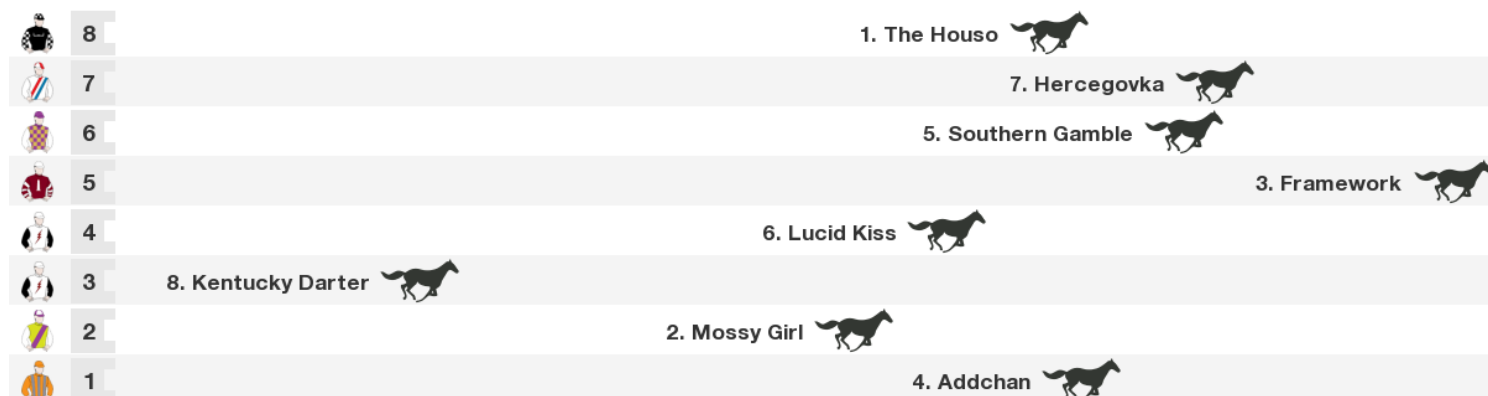 8 1. The Houso
7 7. Hercegovka
6 5. Southern Gamble
5 3. Framework
4 6. Lucid Kiss
3 8. Kentucky Darter
2 2. Mossy Girl
1 4. Addchan